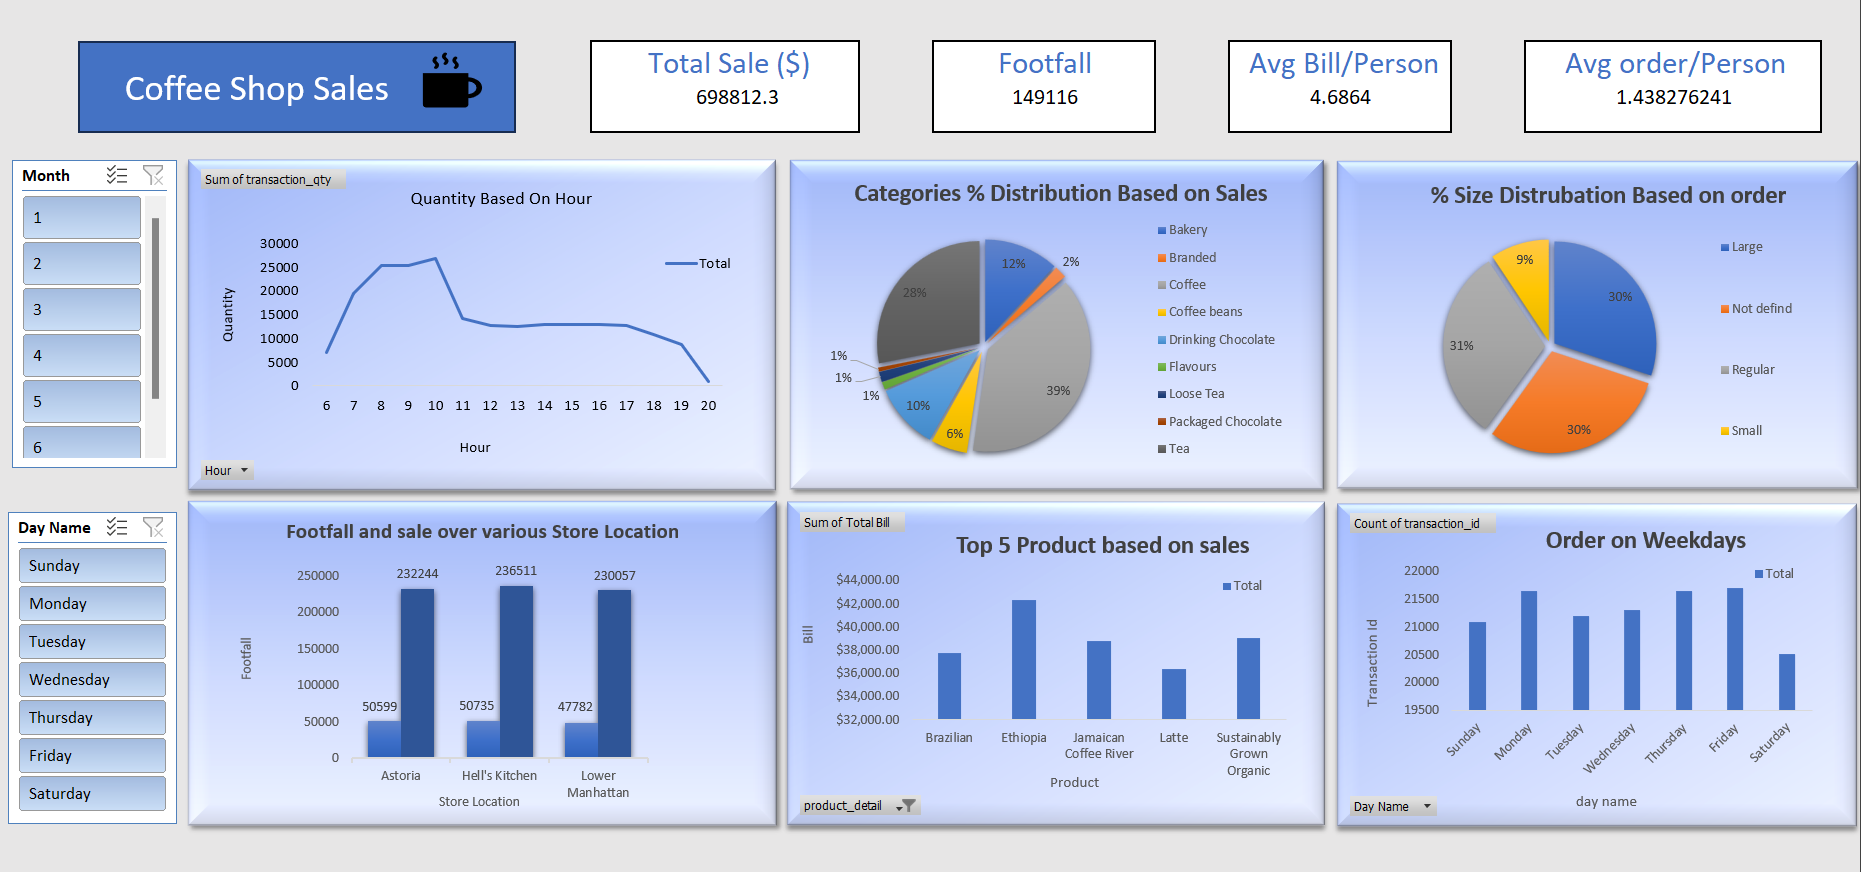 Coffee Shop Sales
Total Sale ($)
698812.3
Footfall
149116
Avg Bill/Person
4.6864
Avg order/Person
1.438276241
Month
1
2
3
4
5
6
Sum of transaction_qty
Quantity Based On Hour
Quantity
30000
25000
20000
15000
10000
5000
0
6 7 8 9 10 11 12 13 14 15 16 17 18 19 20
Total
Hour
Hour
Categories % Distribution Based on Sales
12%
2%
39%
6%
10%
1%
1%
1%
28%
Bakery
Branded
Coffee
Coffee beans
Drinking Chocolate
Flavours
Loose Tea
Packaged Chocolate
Tea
% Size Distrubation Based on order
9%
30%
31%
30%
Large
Not defind
Regular
Small
Day Name
Sunday
Monday
Tuesday
Wednesday
Thursday
Friday
Saturday
Footfall and sale over various Store Location
Footfall
250000
200000
150000
100000
50000
0
50599
232244
50735
236511
47782
230057
Astoria
Hell's Kitchen
Lower
Manhattan
Store Location
Sum of Total Bill
Top 5 Product based on sales
Total
Bill
$44,000.00
$42,000.00
$40,000.00
$38,000.00
$36,000.00
$34,000.00
$32,000.00
Brazilian
Ethiopia
Jamaican
Coffee River
Latte
Sustainably
Grown
Organic
Product
product_detail
Count of transaction_id
Order on Weekdays
Total
Transaction Id
22000
21500
21000
20500
20000
19500
Sunday
Monday
Tuesday
Wednesday
Thursday
Friday
Saturday
day name
Day Name